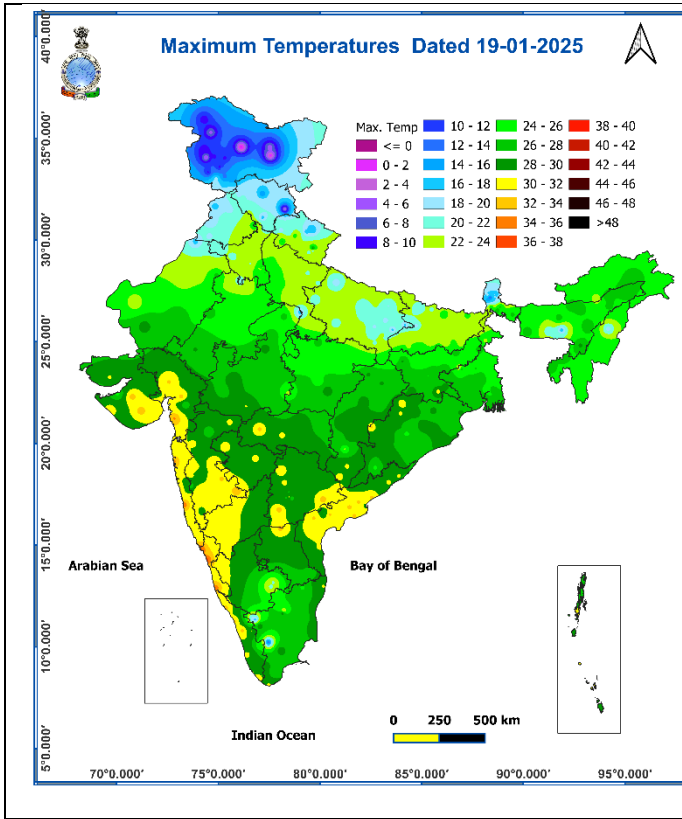 Maximum Temperatures Dated 19-01-2025
Max. Temp
<= 0
0 - 2
2 - 4
4 - 6
6 - 8
8 - 10
10 - 12
12 - 14
14 - 16
16 - 18
18 - 20
20 - 22
22 - 24
24 - 26
26 - 28
28 - 30
30 - 32
32 - 34
34 - 36
36 - 38
38 - 40
40 - 42
42 - 44
44 - 46
46 - 48
>48
40°0.000'
35°0.000'
30°0.000'
25°0.000'
20°0.000'
15°0.000'
10°0.000'
5°0.000'
Arabian Sea
Bay of Bengal
Indian Ocean
0 250 500 km
70°0.000' 75°0.000' 80°0.000' 85°0.000' 90°0.000' 95°0.000'